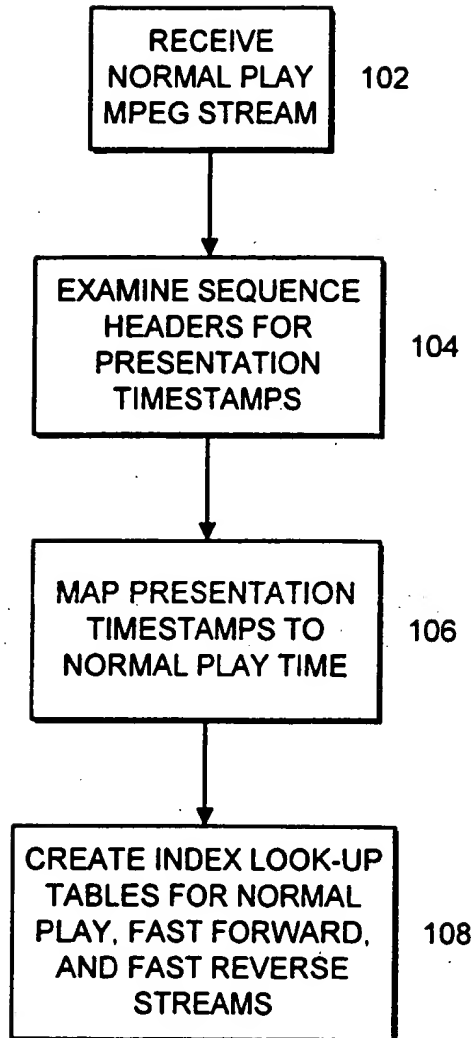 RECEIVE
NORMAL PLAY
MPEG STREAM
102
EXAMINE SEQUENCE
HEADERS FOR
PRESENTATION
TIMESTAMPS
104
MAP PRESENTATION
TIMESTAMPS TO
NORMAL PLAY TIME
106
CREATE INDEX LOOK-UP
TABLES FOR NORMAL
PLAY, FAST FORWARD,
AND FAST REVERSE
STREAMS
108